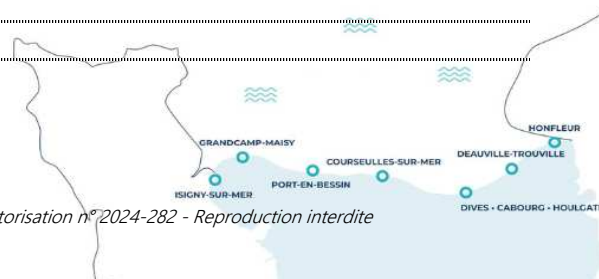 HONFLEUR
GRANDCAMP-MAISY
DEAUVILLE-TROUVILLE
COURSEULLES-SUR-MER
PORT-EN-BESSIN
ISIGNY-SUR-MER
DIVES • CABOURG • HOULGAT
torisation n° 2024-282 - Reproduction interdite